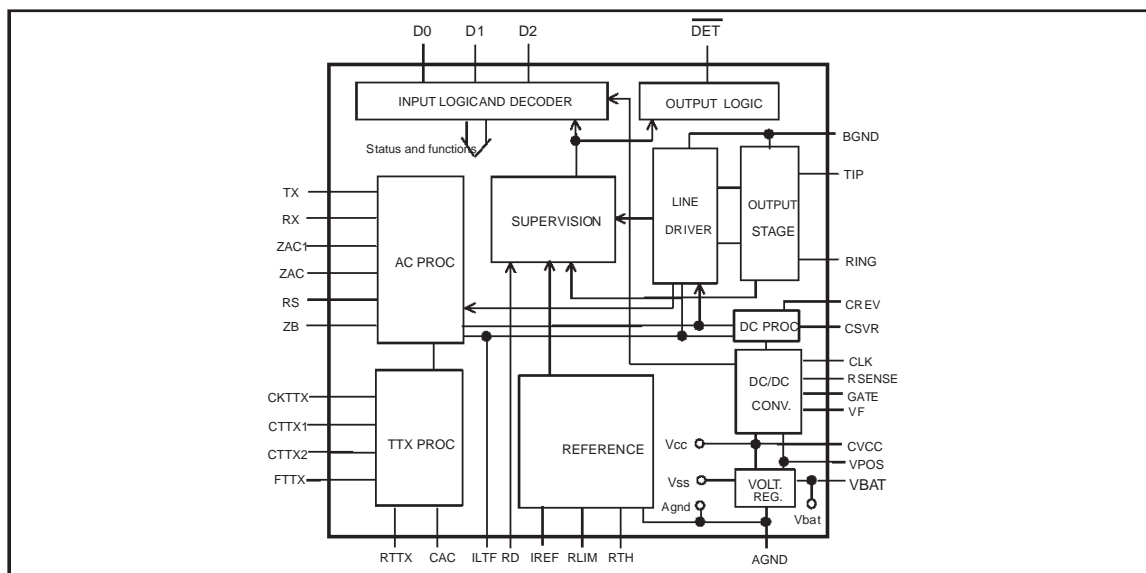 D0 D1 D2 DET
INPUT LOGIC AND DECODER
OUTPUT LOGIC
Status and functions
BGND
TIP
RING
CREV
CSVR
CLK
RSENSE
GATE
VF
CVCC
VPOS
VBAT
TX
RX
ZAC1
ZAC
RS
ZB
AC PROC
SUPERVISION
LINE
DRIVER
OUTPUT
STAGE
DC PROC
DC/DC
CONV.
CKTTX
CTTX1
CTTX2
FTTX
TTX PROC
REFERENCE
Vcc
Vss
Agnd
VOLT.
REG.
Vbat
RTTX CAC ILTF RD IREF RLIM RTH AGND